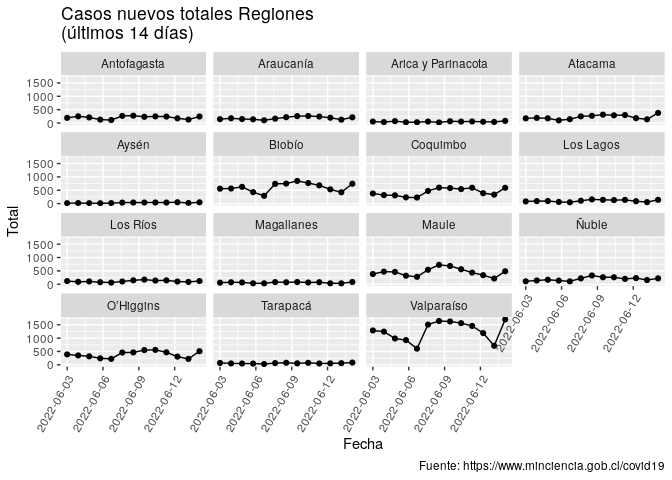 Casos nuevos totales Regiones
(últimos 14 días)
Antofagasta Araucanía Arica y Parinacota Atacama
1500
1000
500
0
Aysén Biobío Coquimbo Los Lagos
1500
1000
500
0
Los Ríos Magallanes Maule Ñuble
1500
1000
500
0
O'Higgins Tarapacá Valparaíso
1500
1000
500
0
Total
2022-06-03 2022-06-06 2022-06-09 2022-06-12
2022-06-03 2022-06-06 2022-06-09 2022-06-12
2022-06-03 2022-06-06 2022-06-09 2022-06-12
2022-06-03 2022-06-06 2022-06-09 2022-06-12
Fecha
Fuente: https://www.minciencia.gob.cl/covid19